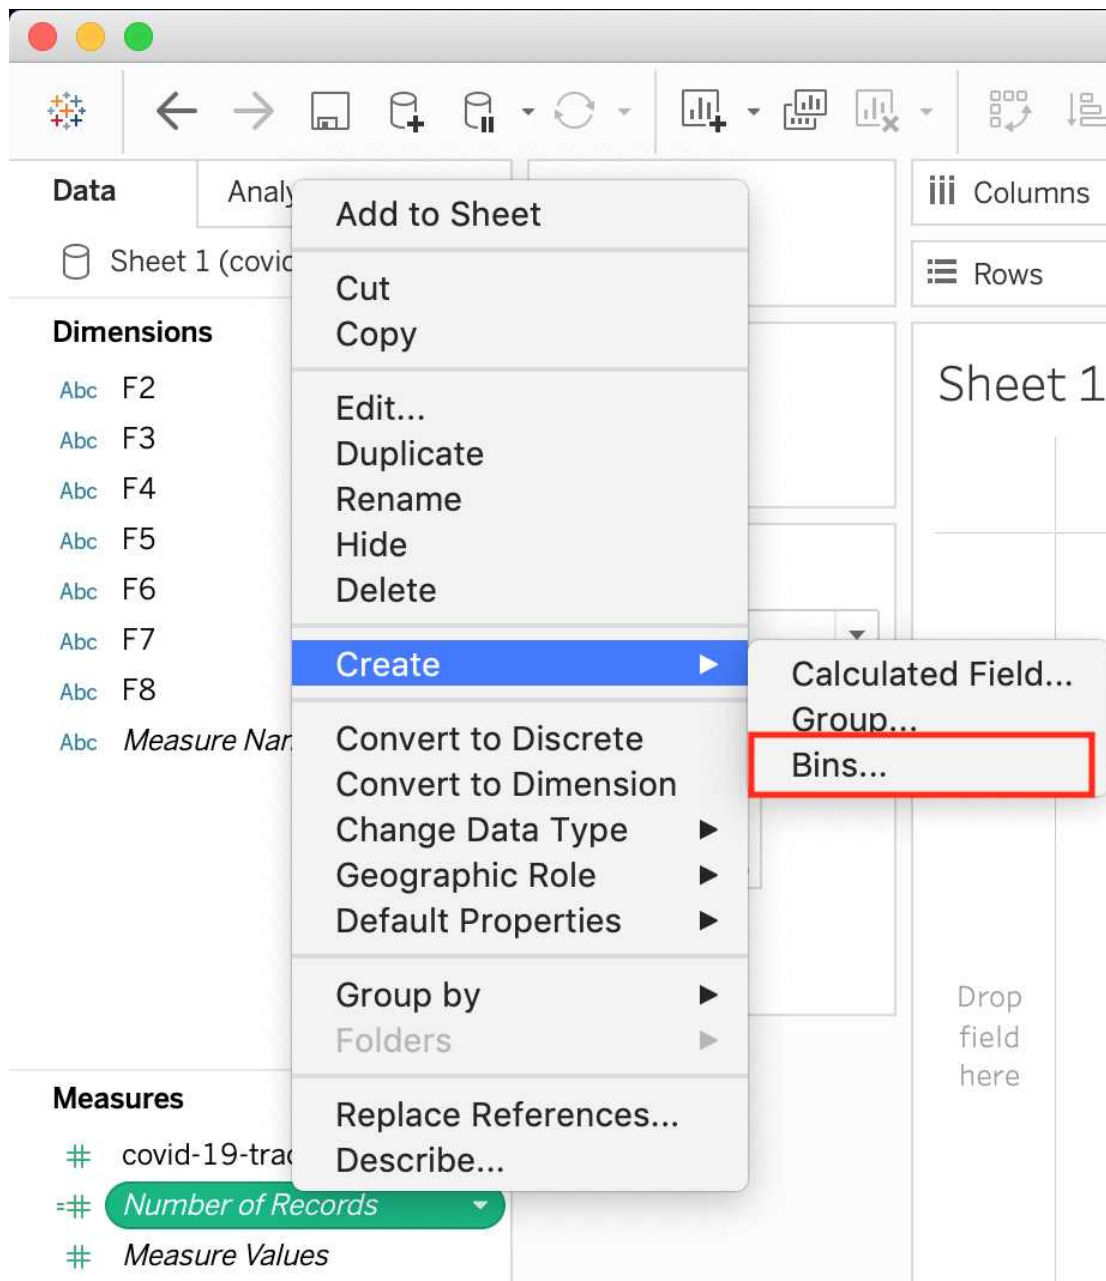 Data
Analy
Sheet 1 (covid
Dimensions
Abc F2
Abc F3
Abc F4
Abc F5
Abc F6
Abc F7
Abc F8
Abc Measure Nar
Measures
covid-19-trac
Number of Records
Measure Values
Add to Sheet
Cut
Copy
Edit...
Duplicate
Rename
Hide
Delete
Create
Convert to Discrete
Convert to Dimension
Change Data Type
Geographic Role
Default Properties
Group by
Folders
Replace References...
Describe...
Calculated Field...
Group...
Bins...
Columns
Rows
Sheet 1
Drop
field
here